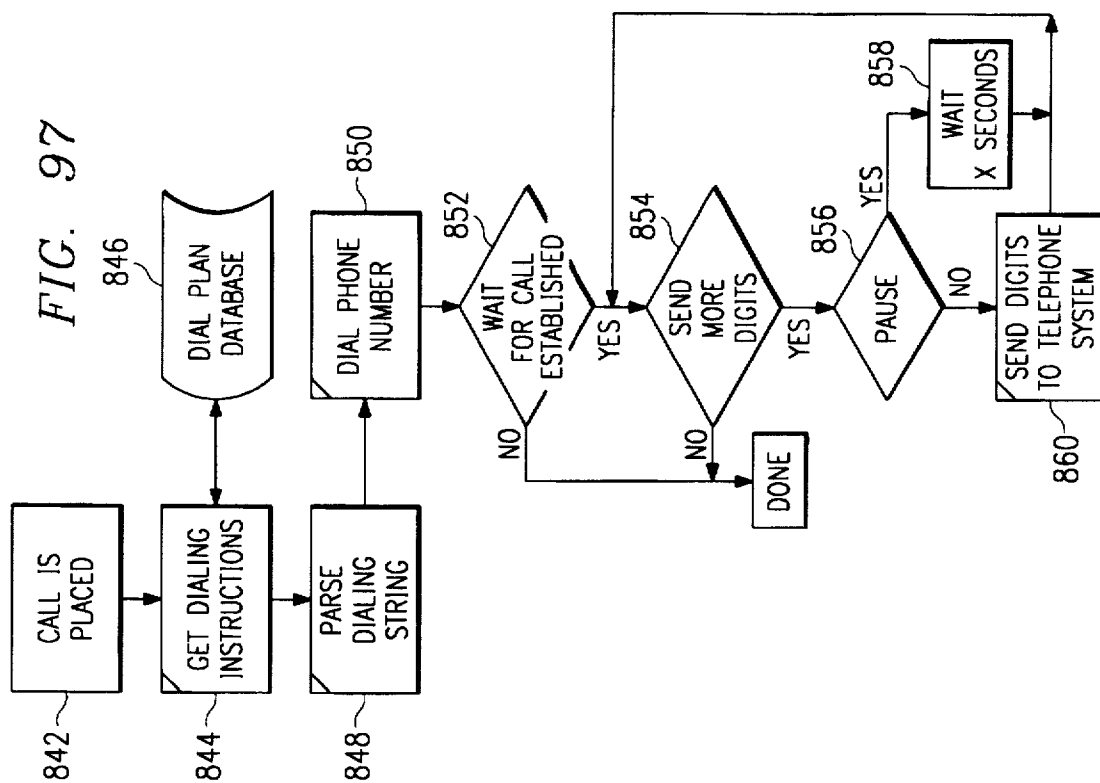 FIG. 97
842
CALL IS
PLACED
844
GET DIALING
INSTRUCTIONS
846
DIAL PLAN
DATABASE
848
PARSE
DIALING
STRING
850
DIAL PHONE
NUMBER
852
WAIT
FOR CALL
ESTABLISHED
NO
YES
854
SEND
MORE
DIGITS
NO
YES
DONE
856
PAUSE
YES
NO
858
WAIT
X SECONDS
860
SEND DIGITS
TO TELEPHONE
SYSTEM